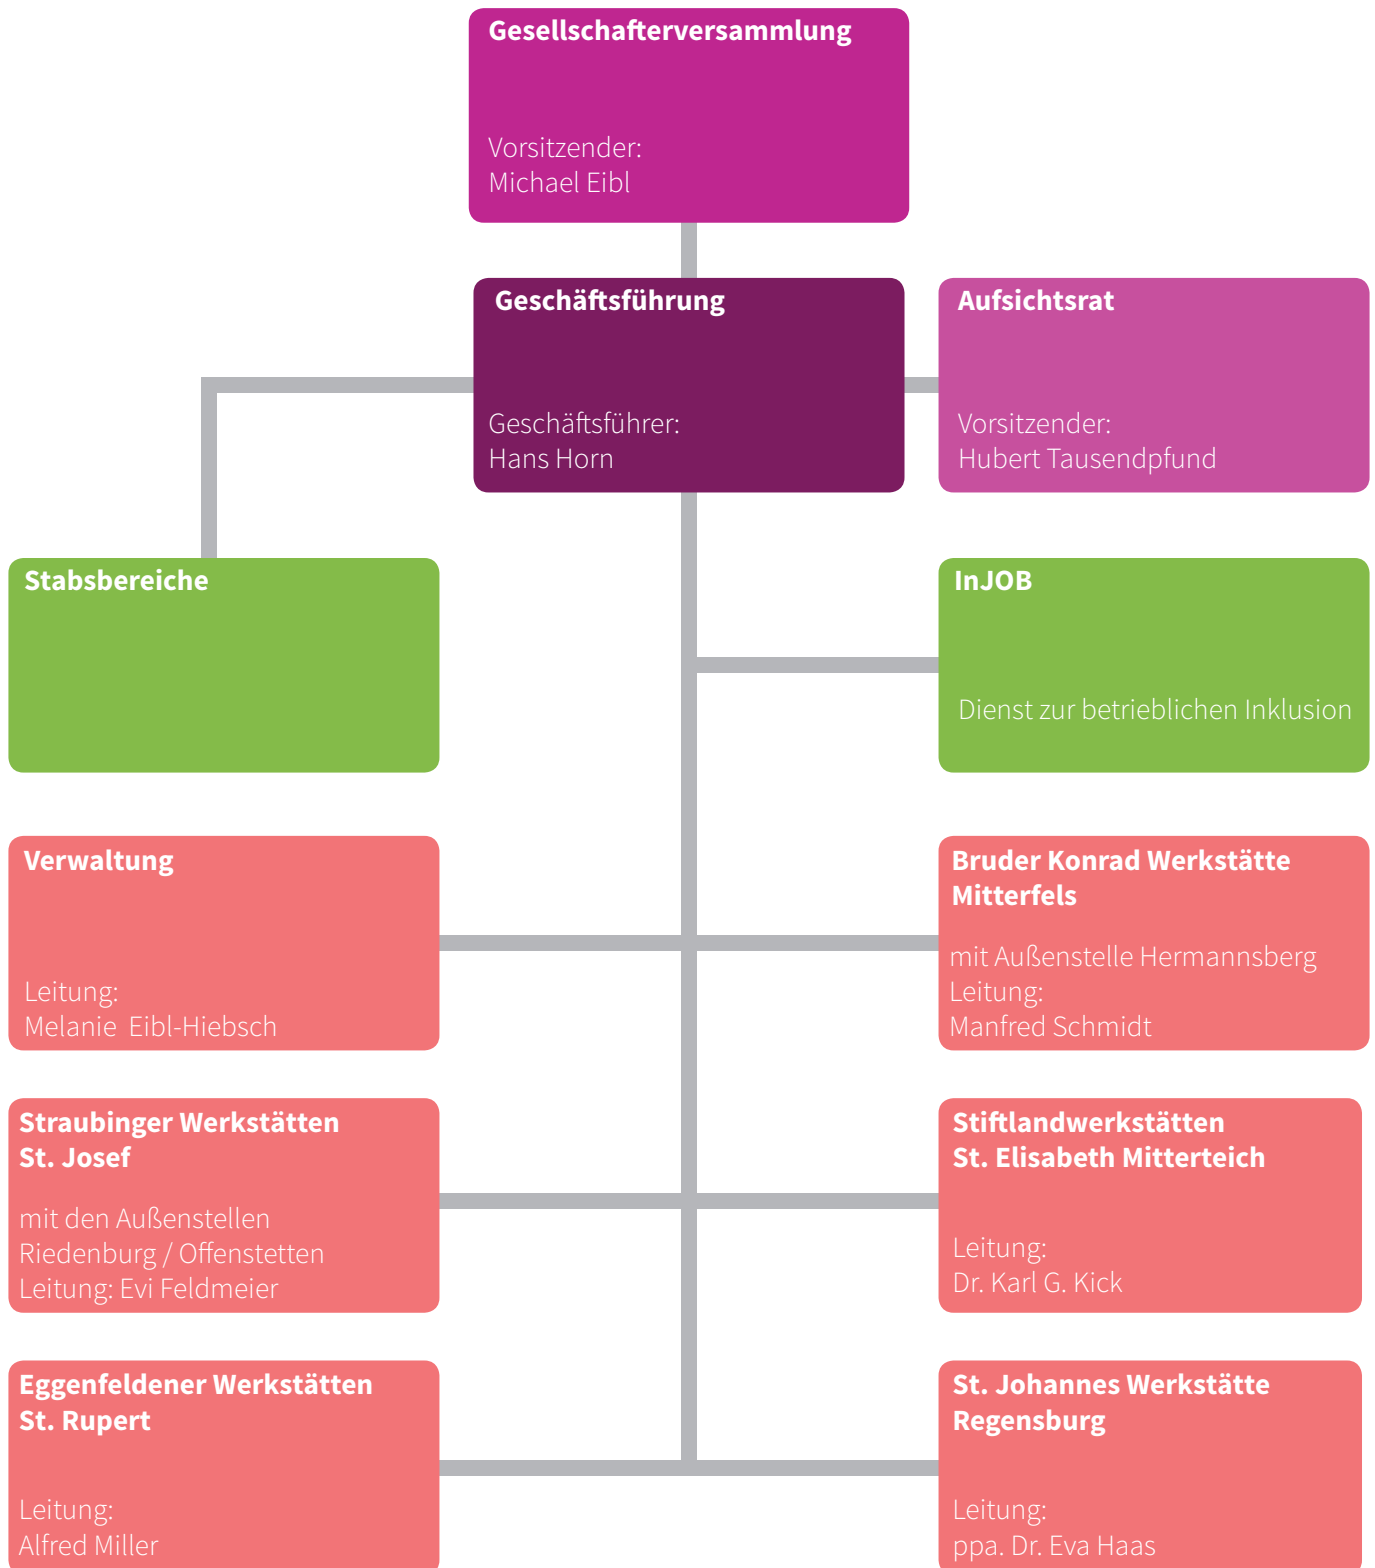 Gesellschafterversammlung
Vorsitzender:
Michael Eibl
Geschäftsführung
Geschäftsführer:
Hans Horn
Aufsichtsrat
Vorsitzender:
Hubert Tausendpfund
Stabsbereiche
InJOB
Dienst zur betrieblichen Inklusion
Verwaltung
Leitung:
Melanie Eibl-Hiebsch
Bruder Konrad Werkstätte
Mitterfels
mit Außenstelle Hermannsberg
Leitung:
Manfred Schmidt
Straubinger Werkstätten
St. Josef
mit den Außenstellen
Riedenburg / Offenstetten
Leitung: Evi Feldmeier
Stiftlandwerkstätten
St. Elisabeth Mitterteich
Leitung:
Dr. Karl G. Kick
Eggenfeldener Werkstätten
St. Rupert
Leitung:
Alfred Miller
St. Johannes Werkstätte
Regensburg
Leitung:
ppa. Dr. Eva Haas